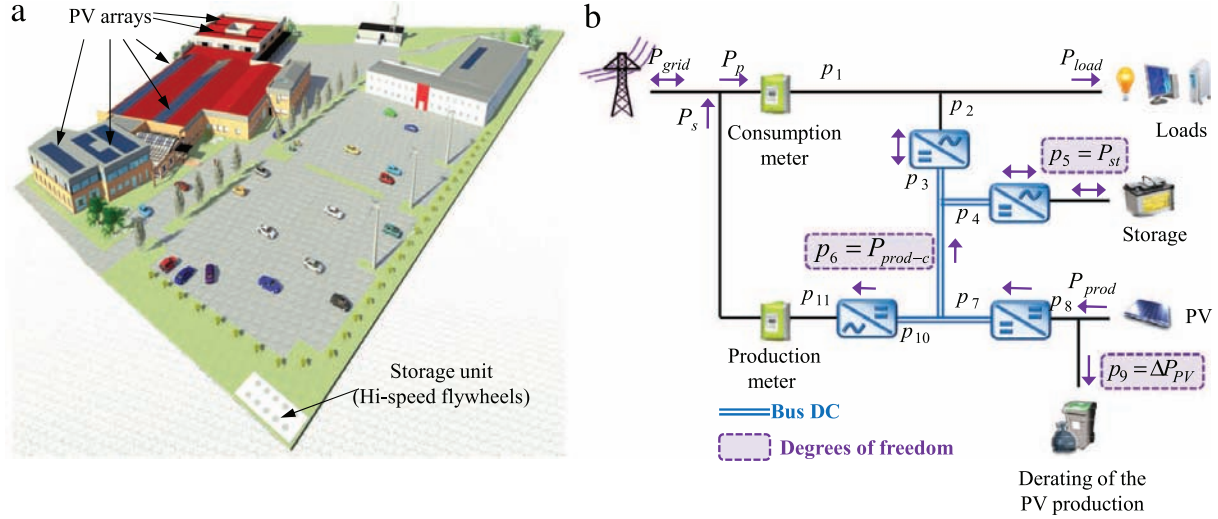 a
PV arrays
Storage unit
(Hi-speed flywheels)
b
P_grid
P_p
p_1
P_load
P_s
Consumption
meter
p_2
Loads
p_3
p_5 = P_st
p_4
Storage
p_6 = P_prod-c
P_prod
p_11
p_7
p_8
PV
p_10
Production
meter
p_9 = ΔP_PV
Bus DC
Degrees of freedom
Derating of the
PV production